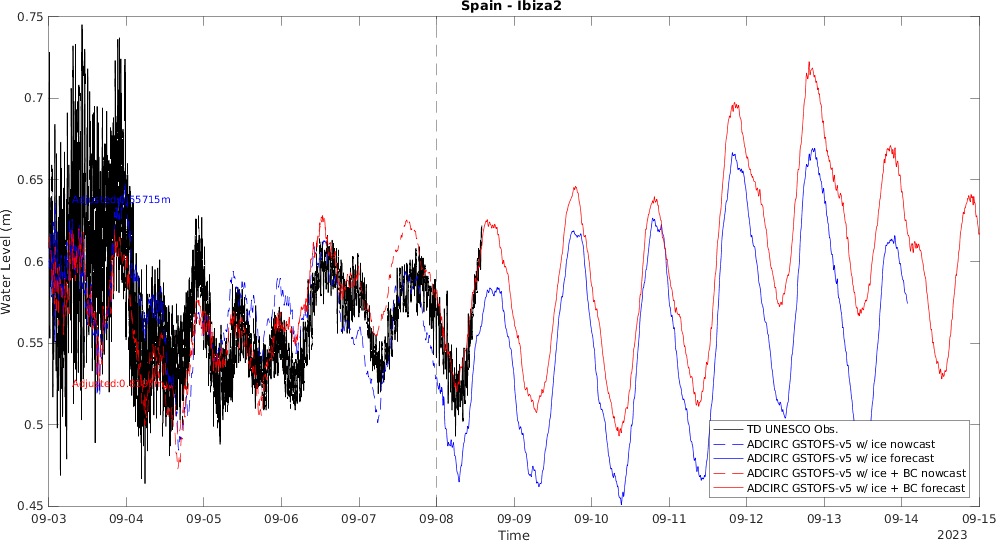 Spain - Ibiza2
0.75
0.7
0.65
0.6
0.55
0.5
0.45
Water Level (m)
09-03
09-04
09-05
09-06
09-07
09-08
09-09
09-10
09-11
09-12
09-13
09-14
09-15
Time
2023
TD UNESCO Obs.
ADCIRC GSTOFS-v5 w/ ice nowcast
ADCIRC GSTOFS-v5 w/ ice forecast
ADCIRC GSTOFS-v5 w/ ice + BC nowcast
ADCIRC GSTOFS-v5 w/ ice + BC forecast